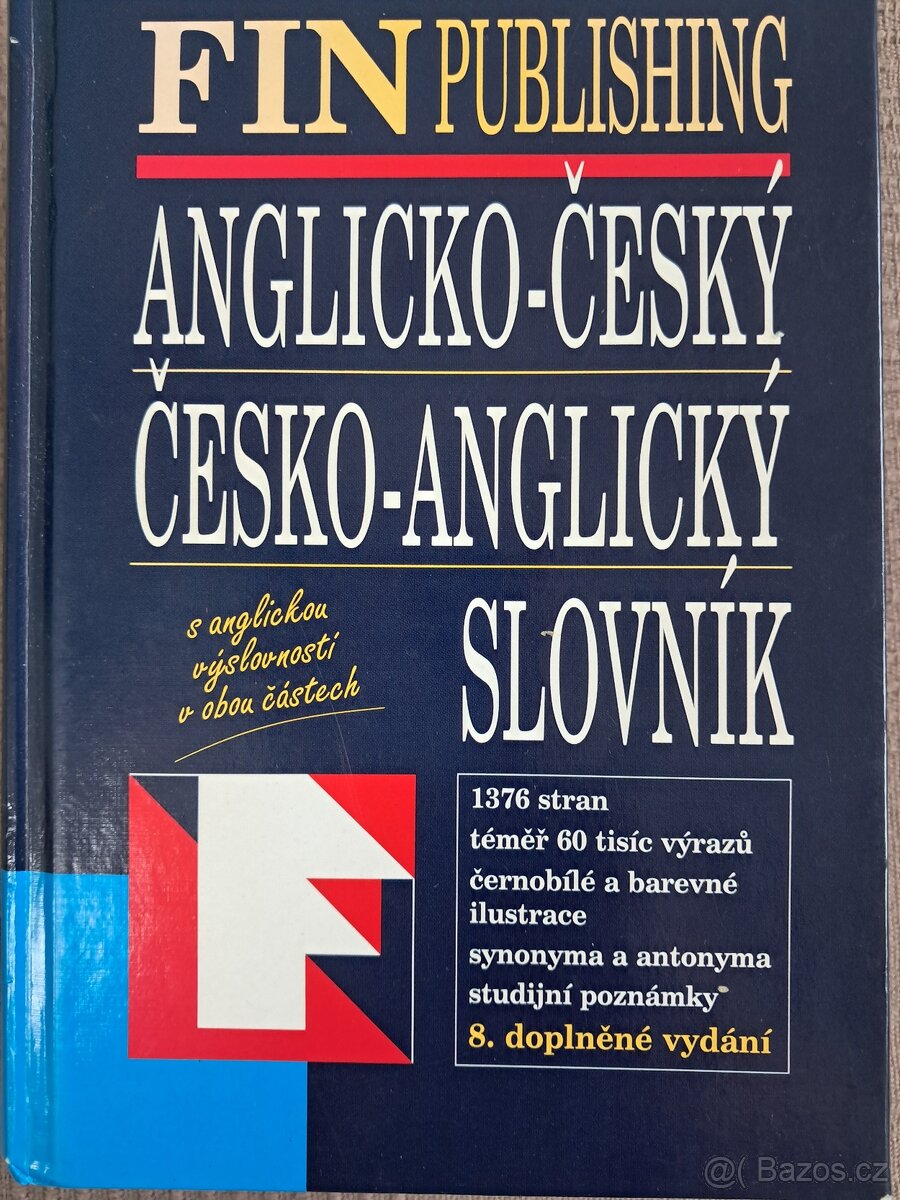 FIN PUBLISHING
ANGLICKO-ČESKÝ
ČESKO-ANGLICKÝ
SLOVNÍK
s anglickou
výslovností
v obou částech
1376 stran
téměř 60 tisíc výrazů
černobílé a barevné
ilustrace
synonyma a antonyma
studijní poznámky
8. doplněné vydání
@( Bazos.cz